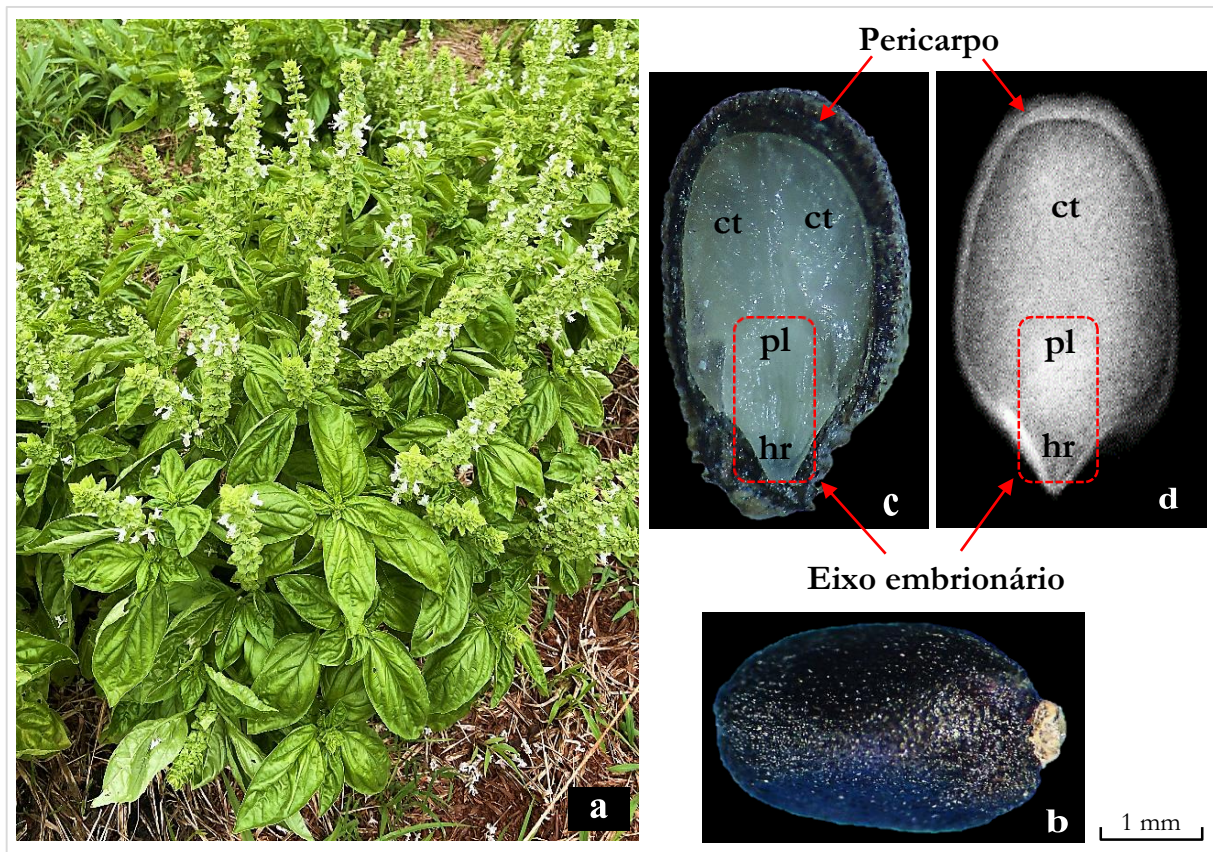 Pericarpo
ct ct
pl
hr
c
ct
pl
hr
d
Eixo embrionário
a
b
1 mm